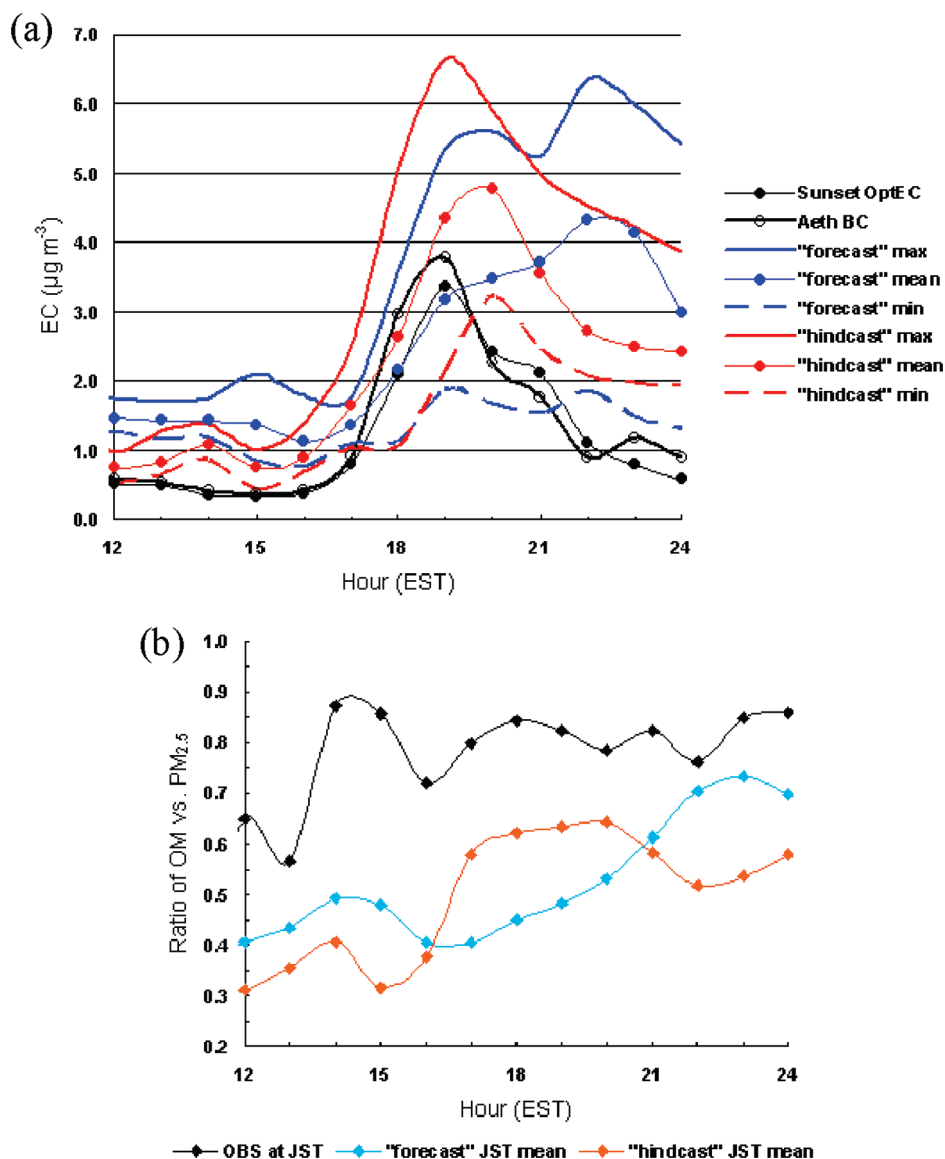 (a)
7.0
6.0
5.0
4.0
3.0
2.0
1.0
0.0
EC (µg m⁻³)
12 15 18 21 24
Hour (EST)
Sunset OptEC
Aeth BC
"forecast" max
"forecast" mean
"forecast" min
"hindcast" max
"hindcast" mean
"hindcast" min
(b)
1.0
0.9
0.8
0.7
0.6
0.5
0.4
0.3
0.2
Ratio of OM vs. PM₂.₅
12 15 18 21 24
Hour (EST)
OBS at JST "forecast" JST mean "hindcast" JST mean